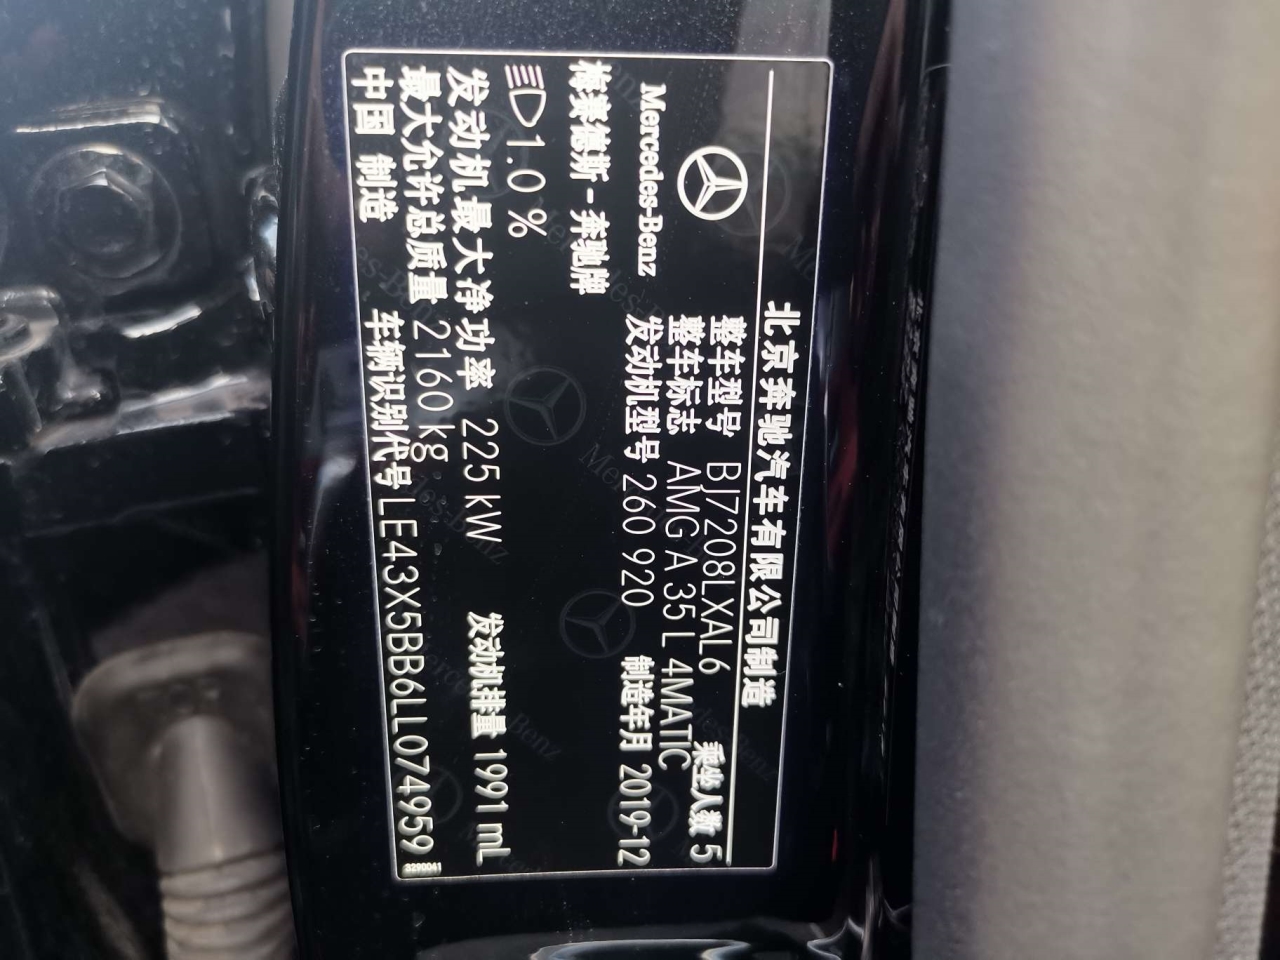 北京奔驰汽车有限公司制造
Mercedes-Benz
整车型号 BJ7208LXAL6 乘坐人数 5
整车标志 AMG A 35 L 4MATIC
发动机型号 260 920 制造年月 2019-12
梅赛德斯-奔驰牌
1.0 %
发动机最大净功率 225 kW 发动机排量 1991 mL
最大允许总质量 2160 kg
中国 制造 车辆识别代号 LE43X5BB6LL074959
3290041